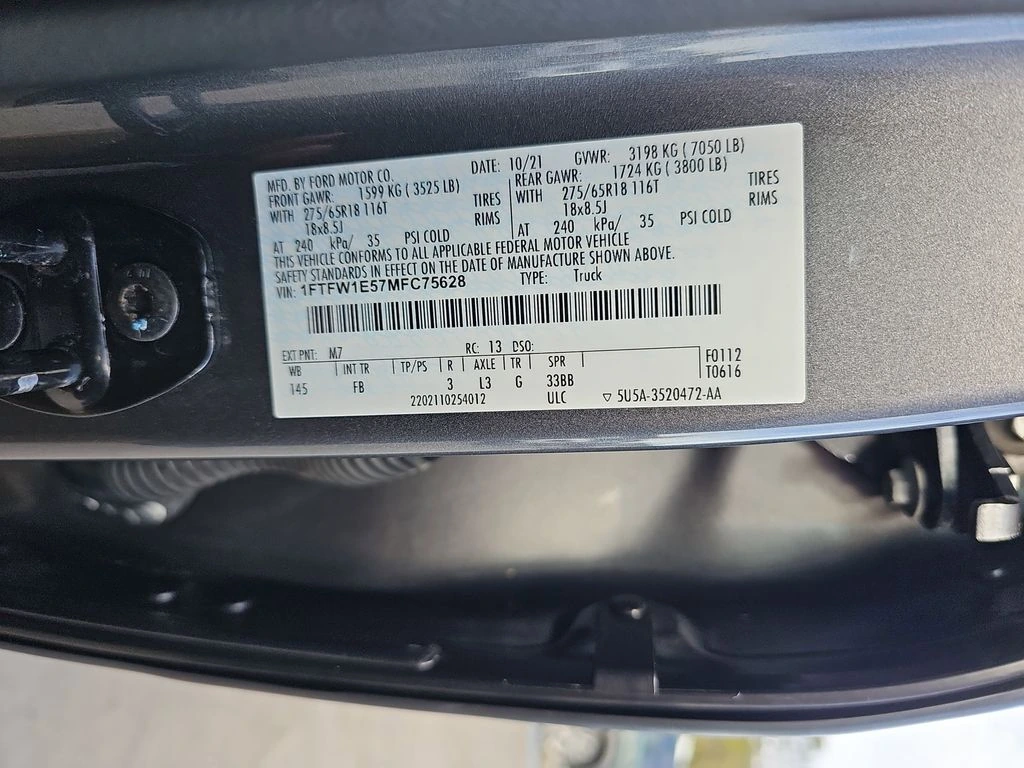 MFD. BY FORD MOTOR CO. DATE: 10/21 GVWR: 3198 KG ( 7050 LB)
FRONT GAWR: 1599 KG ( 3525 LB) REAR GAWR: 1724 KG ( 3800 LB)
WITH 275/65R18 116T TIRES WITH 275/65R18 116T TIRES
18x8.5J RIMS 18x8.5J RIMS
AT 240 kPa/ 35 PSI COLD AT 240 kPa/ 35 PSI COLD
THIS VEHICLE CONFORMS TO ALL APPLICABLE FEDERAL MOTOR VEHICLE
SAFETY STANDARDS IN EFFECT ON THE DATE OF MANUFACTURE SHOWN ABOVE.
VIN: 1FTFW1E57MFC75628 TYPE: Truck
EXT PNT: M7 RC: 13 DSO:
WB INT TR TP/PS R AXLE TR SPR F0112
145 FB 3 L3 G 33BB T0616
2202110254012 ULC ▽ 5U5A-3520472-AA